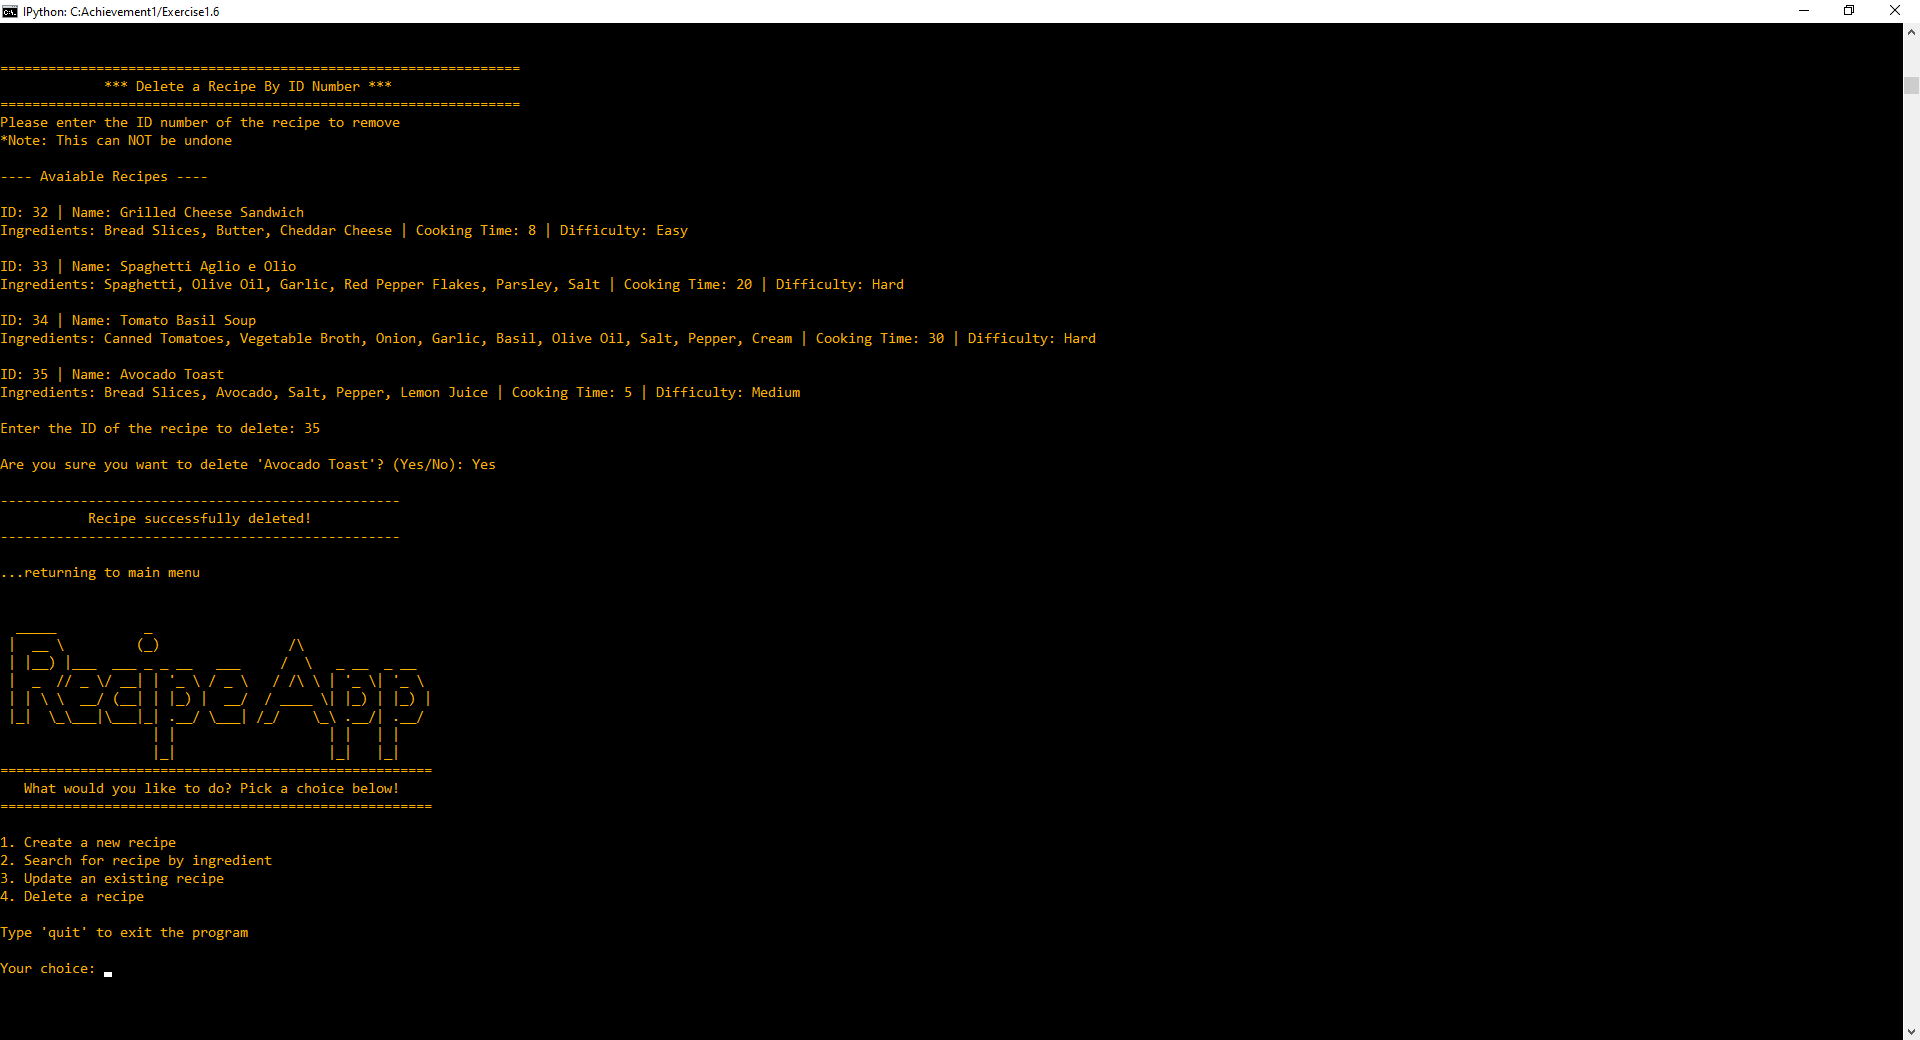 IPython: C:Achievement1/Exercise1.6
=================================================================
             *** Delete a Recipe By ID Number ***
=================================================================
Please enter the ID number of the recipe to remove
*Note: This can NOT be undone
---- Avaiable Recipes ----
ID: 32 | Name: Grilled Cheese Sandwich
Ingredients: Bread Slices, Butter, Cheddar Cheese | Cooking Time: 8 | Difficulty: Easy
ID: 33 | Name: Spaghetti Aglio e Olio
Ingredients: Spaghetti, Olive Oil, Garlic, Red Pepper Flakes, Parsley, Salt | Cooking Time: 20 | Difficulty: Hard
ID: 34 | Name: Tomato Basil Soup
Ingredients: Canned Tomatoes, Vegetable Broth, Onion, Garlic, Basil, Olive Oil, Salt, Pepper, Cream | Cooking Time: 30 | Difficulty: Hard
ID: 35 | Name: Avocado Toast
Ingredients: Bread Slices, Avocado, Salt, Pepper, Lemon Juice | Cooking Time: 5 | Difficulty: Medium
Enter the ID of the recipe to delete: 35
Are you sure you want to delete 'Avocado Toast'? (Yes/No): Yes
--------------------------------------------------
           Recipe successfully deleted!
--------------------------------------------------
...returning to main menu
Recipe App
======================================================
   What would you like to do? Pick a choice below!
======================================================
1. Create a new recipe
2. Search for recipe by ingredient
3. Update an existing recipe
4. Delete a recipe
Type 'quit' to exit the program
Your choice: